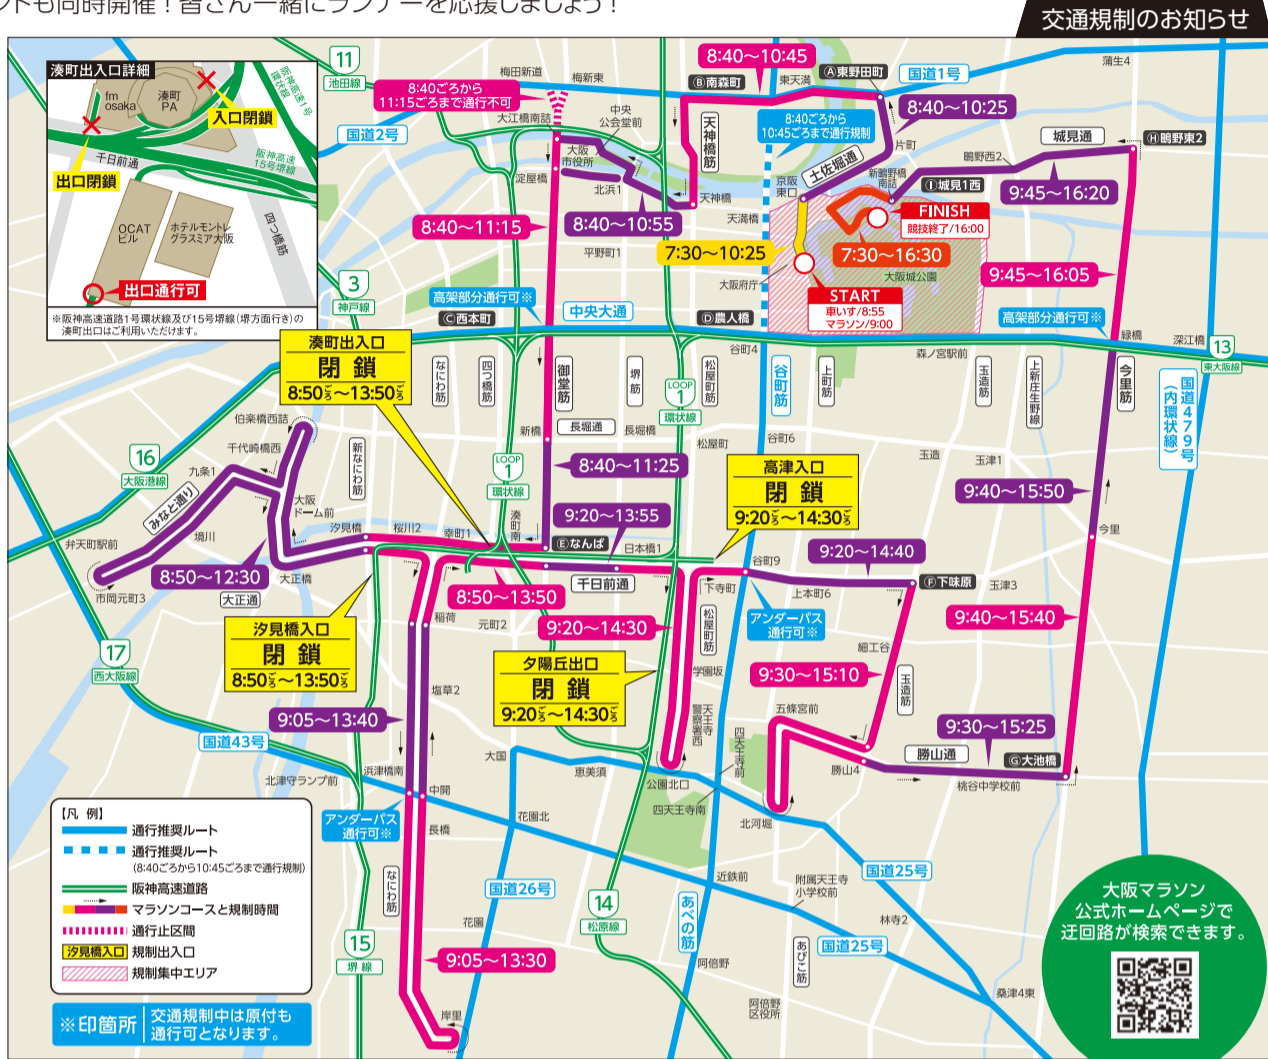 ントも同時開催！皆さん一緒にランナーを応援しましょう！
交通規制のお知らせ
湊町出入口詳細
fm
osaka
湊町
PA
入口閉鎖
出口閉鎖
千日前通
阪神高速1号
環状線
阪神高速
15号堺線
四つ橋筋
OCAT
ビル
ホテルモントレ
グラスミア大阪
出口通行可
※阪神高速道路1号環状線及び15号堺線(堺方面行き)の
湊町出口はご利用いただけます。
11
池田線
梅田新道
梅新東
8:40ごろから
11:15ごろまで通行不可
大江橋南詰
国道2号
中央
公会堂前
大阪
市役所
淀屋橋
北浜1
8:40〜10:55
8:40〜11:15
平野町1
8:40〜10:45
Ⓑ南森町
東天満
Ⓐ東野田町
国道1号
蒲生4
8:40〜10:25
天神橋筋
8:40ごろから
10:45ごろまで通行規制
土佐堀通
片町
京阪
東口
天神橋
天満橋
新鴫野橋
南詰
鴫野西2
城見通
Ⓗ鴫野東2
Ⓘ城見1西
9:45〜16:20
FINISH
競技終了/16:00
7:30〜10:25
7:30〜16:30
大阪城公園
9:45〜16:05
大阪府庁
START
車いす/8:55
マラソン/9:00
3
神戸線
高架部分通行可※
Ⓒ西本町
中央大通
Ⓓ農人橋
谷町4
森ノ宮駅前
高架部分通行可※
緑橋
深江橋
13
東大阪線
湊町出入口
閉鎖
8:50ごろ〜13:50ごろ
なにわ筋
四つ橋筋
御堂筋
堺筋
LOOP
1
環状線
松屋町筋
谷町筋
上町筋
玉造筋
上新庄生野線
今里筋
国道479号
(内環状線)
伯楽橋西詰
千代崎橋西
九条1
16
大阪港線
みなと通り
新なにわ筋
新橋
長堀通
長堀橋
松屋町
谷町6
玉造
玉津1
LOOP
1
環状線
8:40〜11:25
高津入口
閉鎖
9:20ごろ〜14:30ごろ
9:40〜15:50
大阪
ドーム前
汐見橋
桜川2
幸町1
湊町南
9:20〜13:55
Ⓔなんば
日本橋1
今里
弁天町駅前
境川
8:50〜12:30
大正橋
市岡元町3
大正通
千日前通
下寺町
谷町9
9:20〜14:40
上本町6
Ⓕ下味原
玉津3
8:50〜13:50
稲荷
元町2
9:20〜14:30
松屋町筋
アンダーパス
通行可※
9:40〜15:40
汐見橋入口
閉鎖
8:50ごろ〜13:50ごろ
17
西大阪線
夕陽丘出口
閉鎖
9:20ごろ〜14:30ごろ
学園坂
細工谷
9:30〜15:10
玉造筋
塩草2
9:05〜13:40
天王寺
警察署西
五條宮前
四天王寺前
9:30〜15:25
国道43号
大国
恵美須
勝山4
勝山通
Ⓖ大池橋
桃谷中学校前
北津守ランプ前
浜津橋南
中開
公園北口
四天王寺南
北河堀
【凡 例】
通行推奨ルート
通行推奨ルート
(8:40ごろから10:45ごろまで通行規制)
阪神高速道路
マラソンコースと規制時間
通行止区間
汐見橋入口
規制出入口
規制集中エリア
アンダーパス
通行可※
長橋
花園北
国道26号
なにわ筋
花園
近鉄前
附属天王寺
小学校前
国道25号
14
松原線
あべの筋
林寺2
国道25号
あびこ筋
阿倍野
15
堺線
9:05〜13:30
岸里
阿倍野
区役所
桑津4東
※印箇所
交通規制中は原付も
通行可となります。
大阪マラソン
公式ホームページで
迂回路が検索できます。